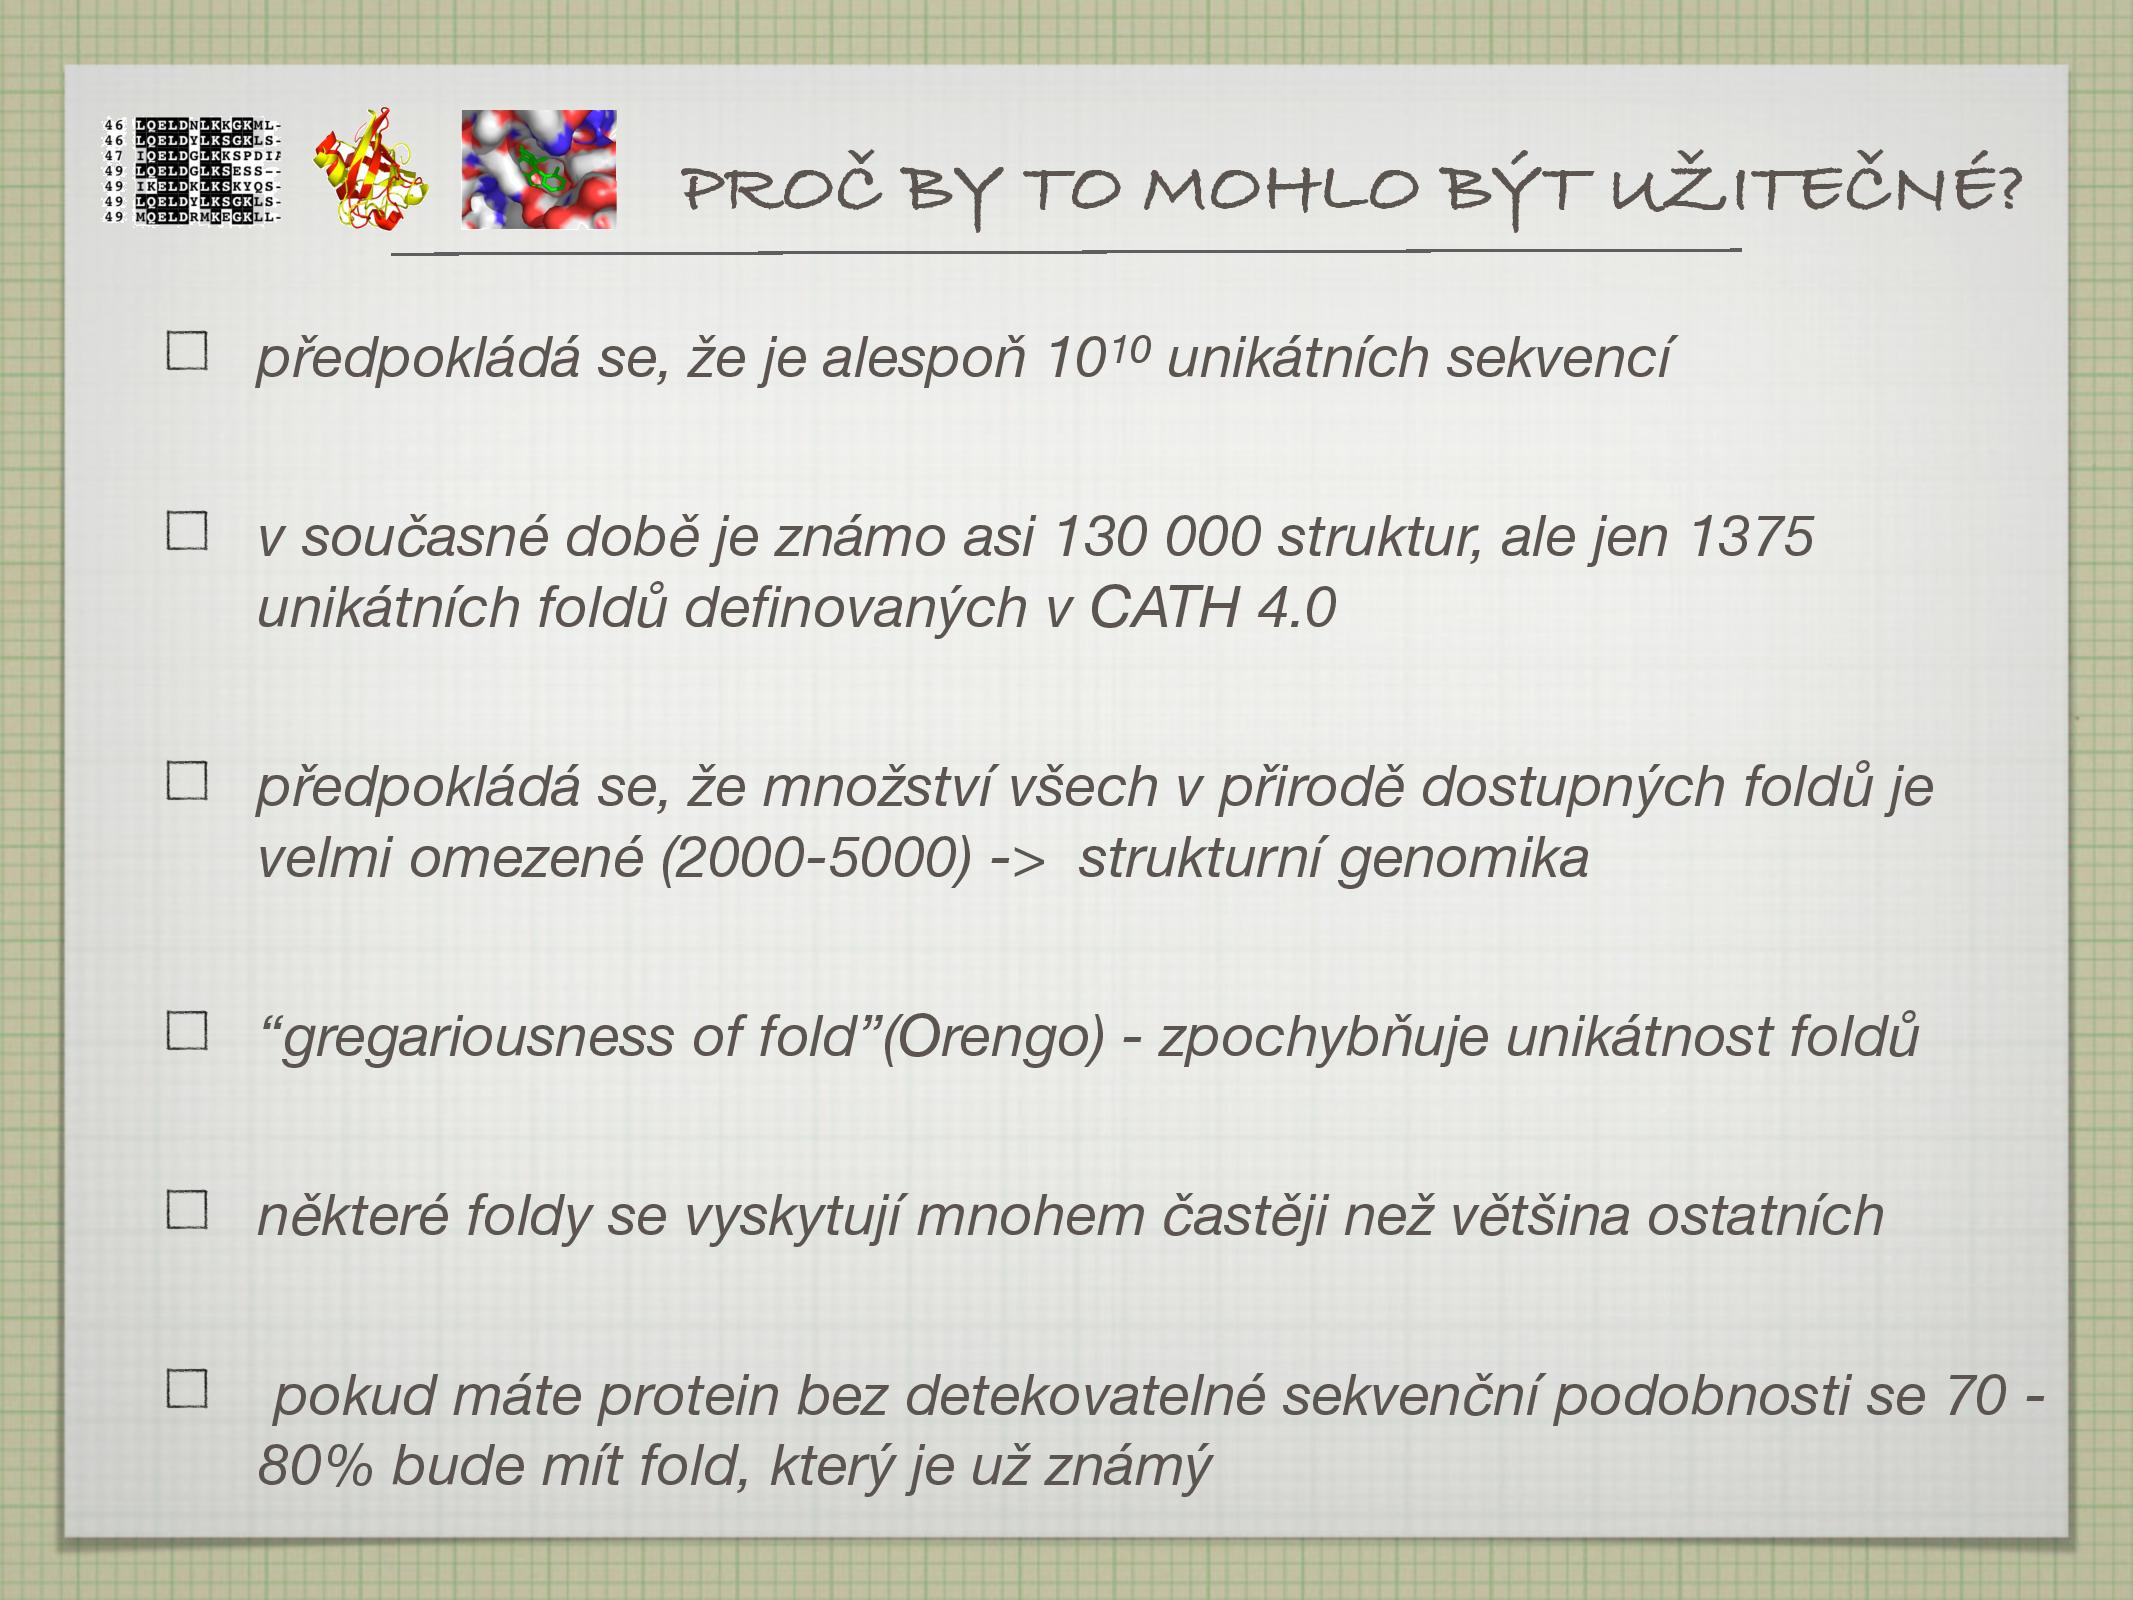 46 LQELDNLKKGKML-
46 LQELDYLKSGKLS-
47 IQELDGLKKSPDIA
49 LQELDGLKSESS--
49 IKELDKLKSKYQS-
49 LQELDYLKSGKLS-
49 MQELDRMKEGKLL-
PROČ BY TO MOHLO BÝT UŽITEČNÉ?
předpokládá se, že je alespoň 10¹⁰ unikátních sekvencí
v současné době je známo asi 130 000 struktur, ale jen 1375
unikátních foldů definovaných v CATH 4.0
předpokládá se, že množství všech v přirodě dostupných foldů je
velmi omezené (2000-5000) -> strukturní genomika
“gregariousness of fold”(Orengo) - zpochybňuje unikátnost foldů
některé foldy se vyskytují mnohem častěji než většina ostatních
pokud máte protein bez detekovatelné sekvenční podobnosti se 70 -
80% bude mít fold, který je už známý